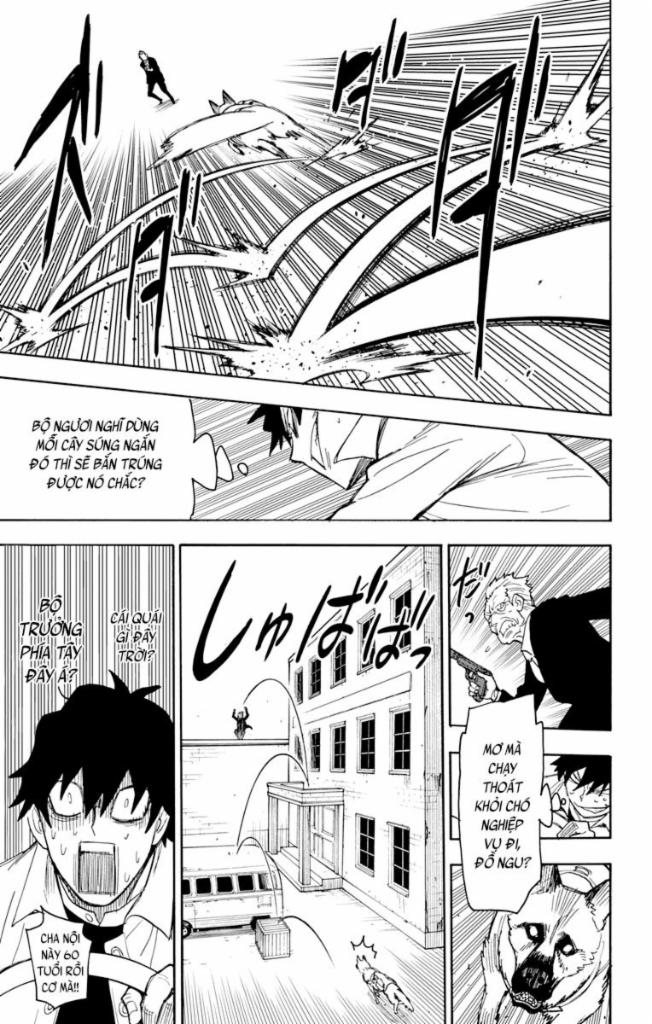 ダ
ダ
ダ
ダ
BỘ NGƯƠI NGHĨ DÙNG
MỖI CÂY SÚNG NGẮN
ĐÓ THÌ SẼ BẮN TRÚNG
ĐƯỢC NÓ CHẮC?
だっ
MƠ MÀ
CHẠY
THOÁT
KHỎI CHÓ
NGHIỆP
VỤ ĐI,
ĐỒ NGU?
しゅばばっ
CÁI QUÁI
GÌ ĐÂY
TRỜI?
BỘ
TRƯỞNG
PHÍA TÂY
ĐÂY Á?
CHA NỘI
NÀY 60
TUỔI RỒI
CƠ MÀ!!